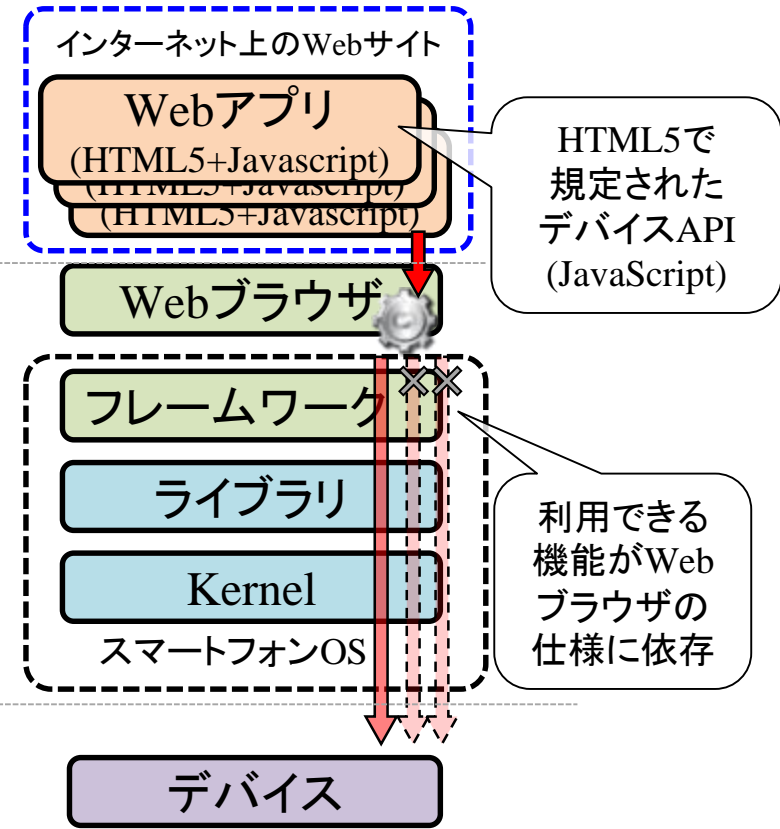 インターネット上のWebサイト
Webアプリ
(HTML5+Javascript)
(HTML5+Javascript)
(HTML5+Javascript)
HTML5で
規定された
デバイスAPI
(JavaScript)
Webブラウザ
フレームワーク
ライブラリ
Kernel
スマートフォンOS
利用できる
機能がWeb
ブラウザの
仕様に依存
デバイス